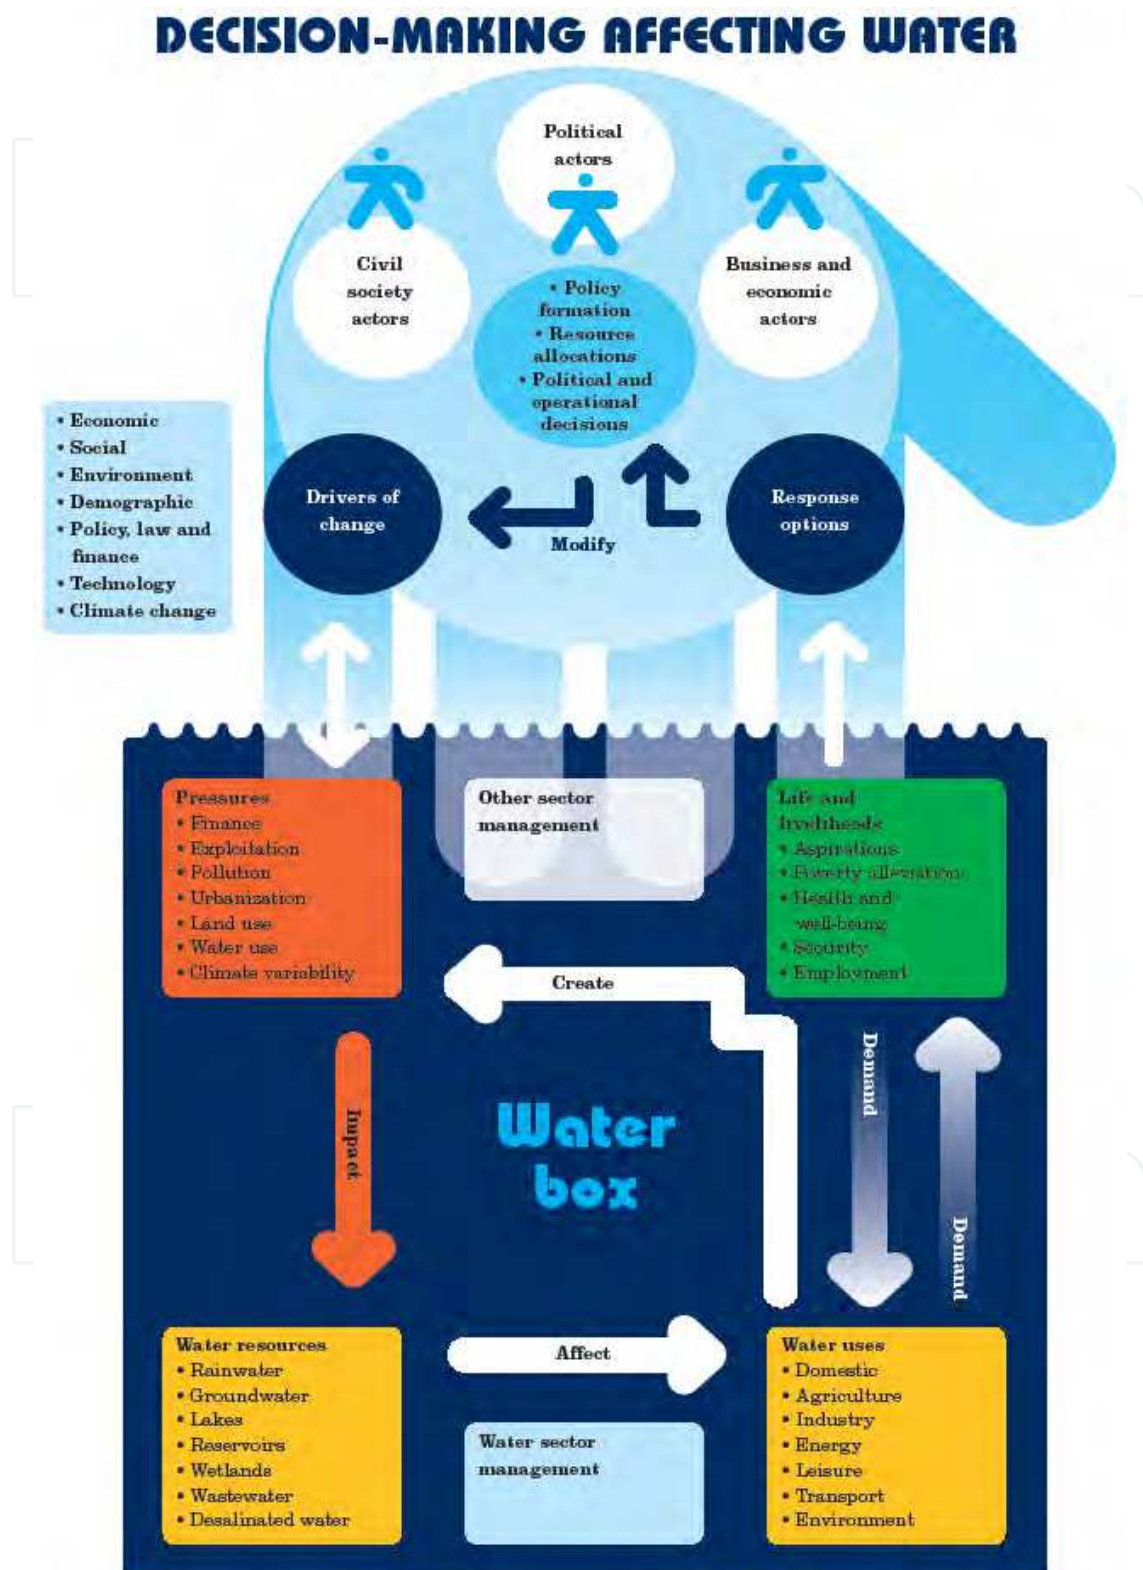 DECISION-MAKING AFFECTING WATER
Political
actors
Civil
society
actors
Business and
economic
actors
• Policy
formation
• Resource
allocations
• Political and
operational
decisions
• Economic
• Social
• Environment
• Demographic
• Policy, law and
finance
• Technology
• Climate change
Drivers of
change
Modify
Response
options
Pressures
• Finance
• Exploitation
• Pollution
• Urbanization
• Land use
• Water use
• Climate variability
Other sector
management
Life and
livelihoods
• Aspirations
• Poverty alleviation
• Health and
well-being
• Security
• Employment
Create
Impact
Water
box
Demand
Demand
Water resources
• Rainwater
• Groundwater
• Lakes
• Reservoirs
• Wetlands
• Wastewater
• Desalinated water
Affect
Water sector
management
Water uses
• Domestic
• Agriculture
• Industry
• Energy
• Leisure
• Transport
• Environment